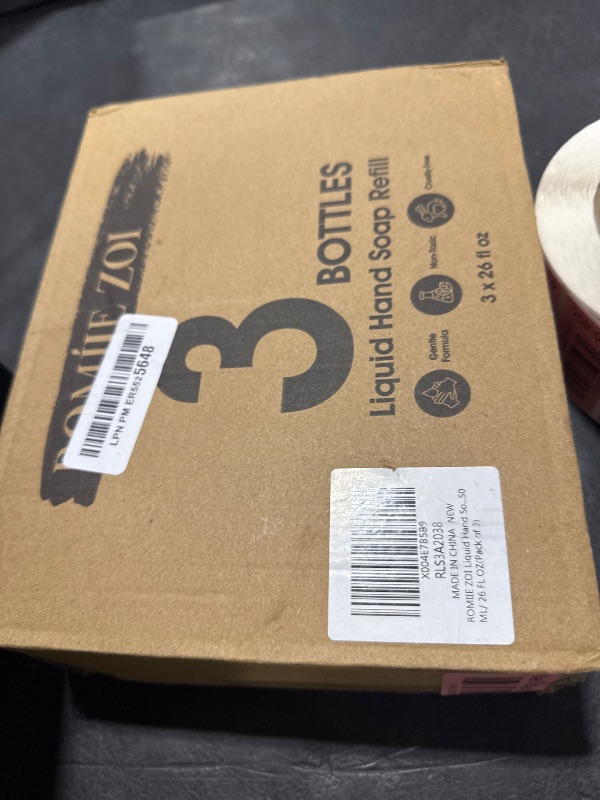 ROMIIE ZOI
LPN PM ER5525648
3 BOTTLES
Liquid Hand Soap Refill
Gentle
Formula
Non-Toxic
Cruelty-Free
3 x 26 fl oz
X004E7B5B9
RLS3A2038
MADE IN CHINA NEW
ROMIIE ZOI Liquid Hand So...50
ML/ 26 FL OZ(Pack of 3)